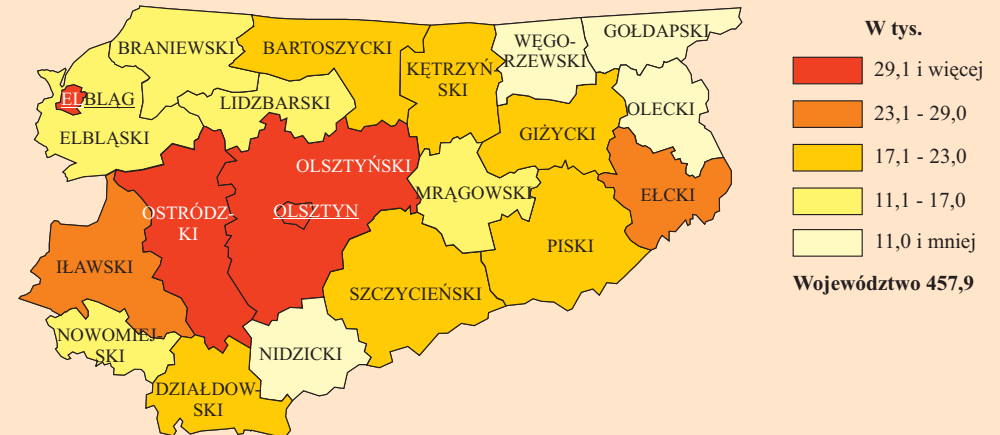 BRANIEWSKI
BARTOSZYCKI
KĘTRZYŃ-
SKI
WĘGO-
RZEWSKI
GOŁDAPSKI
ELBLAG
ELBLĄSKI
LIDZBARSKI
GIŻYCKI
OLECKI
OLSZTYŃSKI
OLSZTYN
OSTRÓDZ-
KI
MRĄGOWSKI
EŁCKI
IŁAWSKI
PISKI
SZCZYCIEŃSKI
NOWOMIEJ-
SKI
NIDZICKI
DZIAŁDOW-
SKI
W tys.
29,1 i więcej
23,1 - 29,0
17,1 - 23,0
11,1 - 17,0
11,0 i mniej
Województwo 457,9